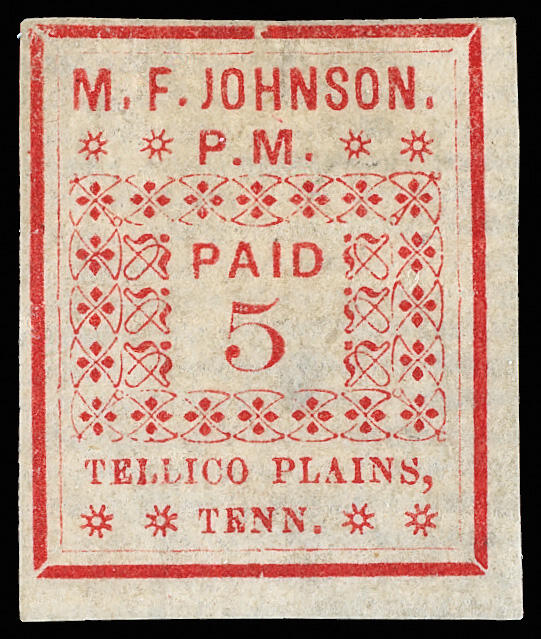 M. F. JOHNSON.
P.M.
PAID
5
TELLICO PLAINS,
TENN.